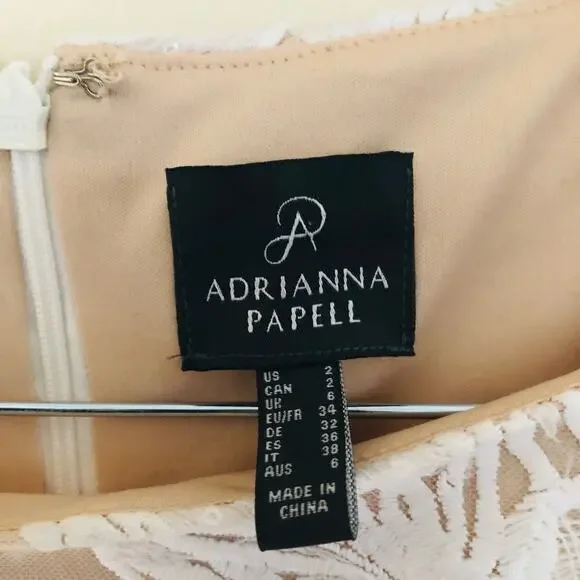 ADRIANNA
PAPELL
US 2
CAN 2
UK 6
EU/FR 34
DE 32
ES 36
IT 38
AUS 6
MADE IN
CHINA